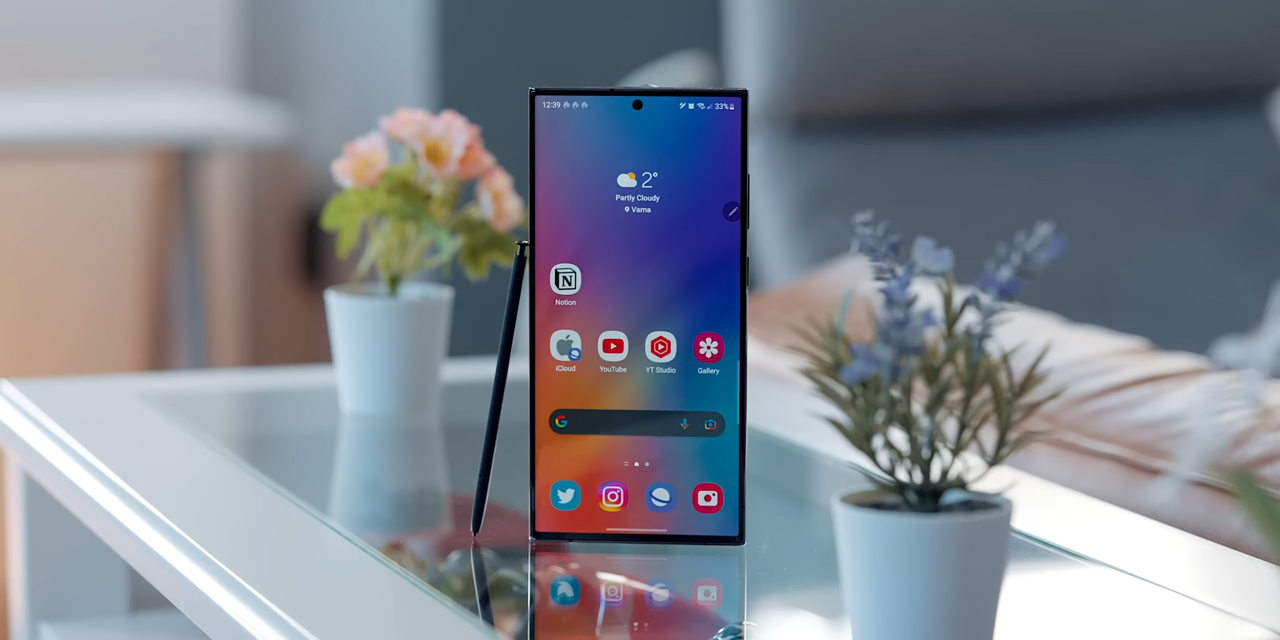 12:39
33%
2°
Partly Cloudy
Varna
N
Notion
iCloud
YouTube
YT Studio
Gallery
G